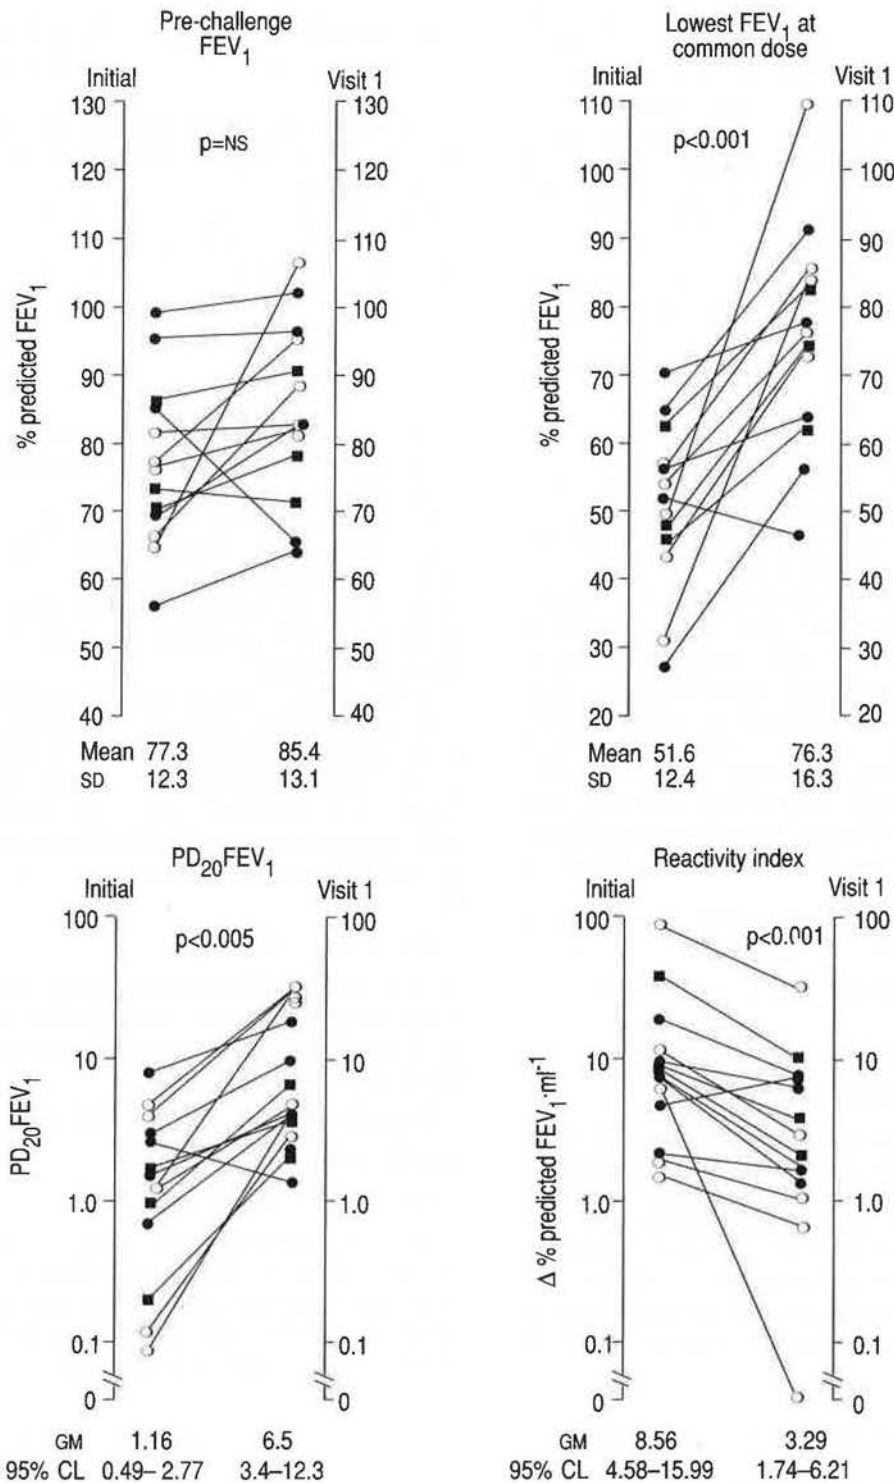 Pre-challenge
FEV1
Initial
Visit 1
130
120
110
100
90
80
70
60
50
40
% predicted FEV1
p=NS
130
120
110
100
90
80
70
60
50
40
Mean 77.3 85.4
SD 12.3 13.1
Lowest FEV1 at
common dose
Initial
Visit 1
110
100
90
80
70
60
50
40
30
20
% predicted FEV1
p<0.001
110
100
90
80
70
60
50
40
30
20
Mean 51.6 76.3
SD 12.4 16.3
PD20FEV1
Initial
Visit 1
100
10
1.0
0.1
0
PD20FEV1
p<0.005
100
10
1.0
0.1
0
GM 1.16 6.5
95% CL 0.49–2.77 3.4–12.3
Reactivity index
Initial
Visit 1
100
10
1.0
0.1
0
Δ % predicted FEV1·ml-1
p<0.001
100
10
1.0
0.1
0
GM 8.56 3.29
95% CL 4.58–15.99 1.74–6.21